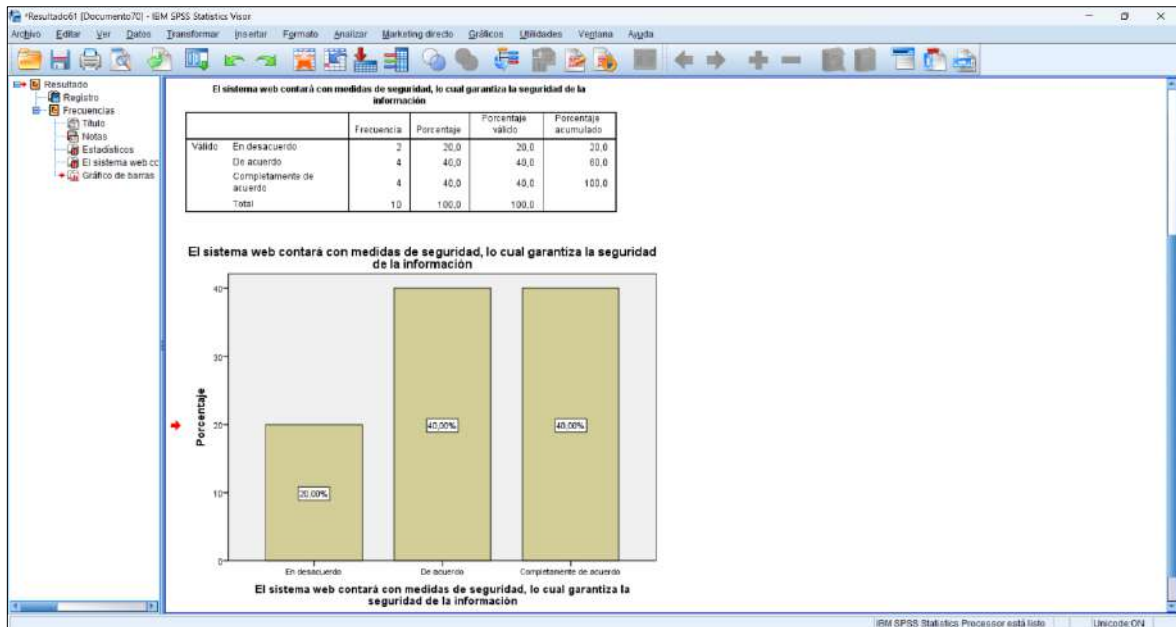 *Resultado61 [Documento70] - IBM SPSS Statistics Visor
Archivo Editar Ver Datos Transformar Insertar Formato Analizar Marketing directo Gráficos Utilidades Ventana Ayuda
Resultado
Registro
Frecuencias
Título
Notas
Estadísticos
El sistema web cc
Gráfico de barras
El sistema web contará con medidas de seguridad, lo cual garantiza la seguridad de la
información
Frecuencia Porcentaje Porcentaje válido Porcentaje acumulado
Válido En desacuerdo 2 20,0 20,0 20,0
De acuerdo 4 40,0 40,0 60,0
Completamente de acuerdo 4 40,0 40,0 100,0
Total 10 100,0 100,0
El sistema web contará con medidas de seguridad, lo cual garantiza la seguridad
de la información
Porcentaje
40
30
20
10
0
20,00%
40,00%
40,00%
En desacuerdo De acuerdo Completamente de acuerdo
El sistema web contará con medidas de seguridad, lo cual garantiza la
seguridad de la información
IBM SPSS Statistics Processor está listo Unicode:ON